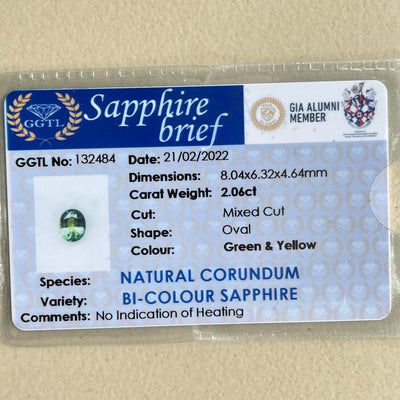 GGTL
Sapphire
brief
GIA ALUMNI
MEMBER
GGTL No: 132484 Date: 21/02/2022
Dimensions: 8.04x6.32x4.64mm
Carat Weight: 2.06ct
Cut: Mixed Cut
Shape: Oval
Colour: Green & Yellow
Species: NATURAL CORUNDUM
Variety: BI-COLOUR SAPPHIRE
Comments: No Indication of Heating